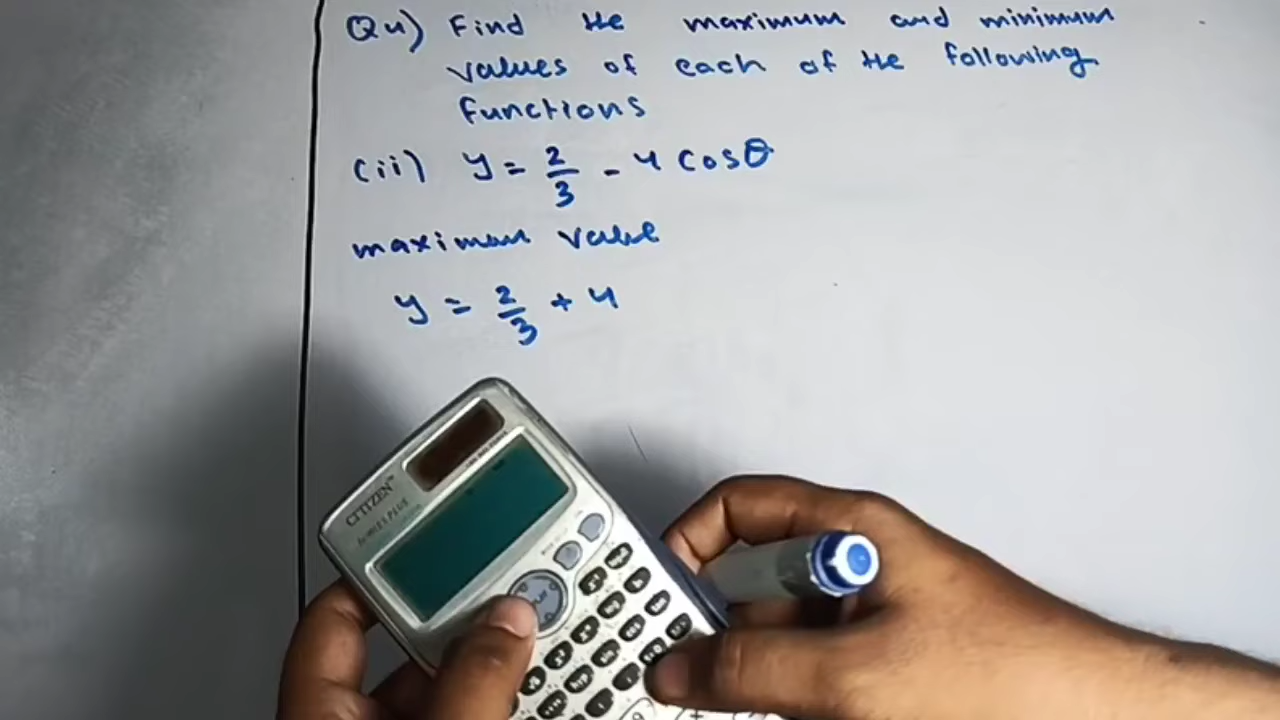 Qu) Find the maximum and minimum
values of each of the following
functions
(ii) y = 2/3 - 4 cosθ
maximum value
y = 2/3 + 4
CITIZEN